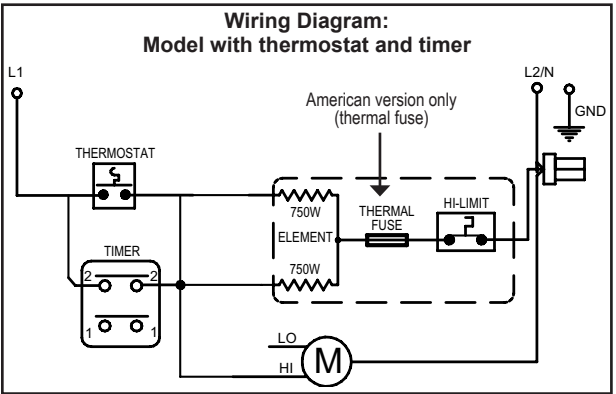 Wiring Diagram:
Model with thermostat and timer
L1
L2/N
American version only
(thermal fuse)
GND
THERMOSTAT
750W
THERMAL
FUSE
HI-LIMIT
ELEMENT
TIMER
750W
2 2
1 1
LO
HI
M